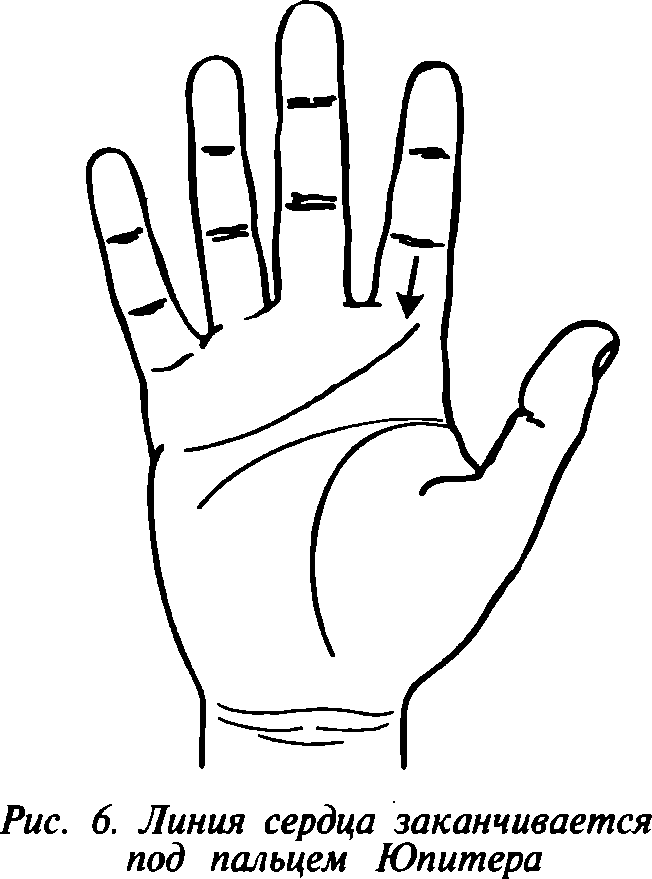 Рис. 6. Линия сердца заканчивается
под пальцем Юпитера